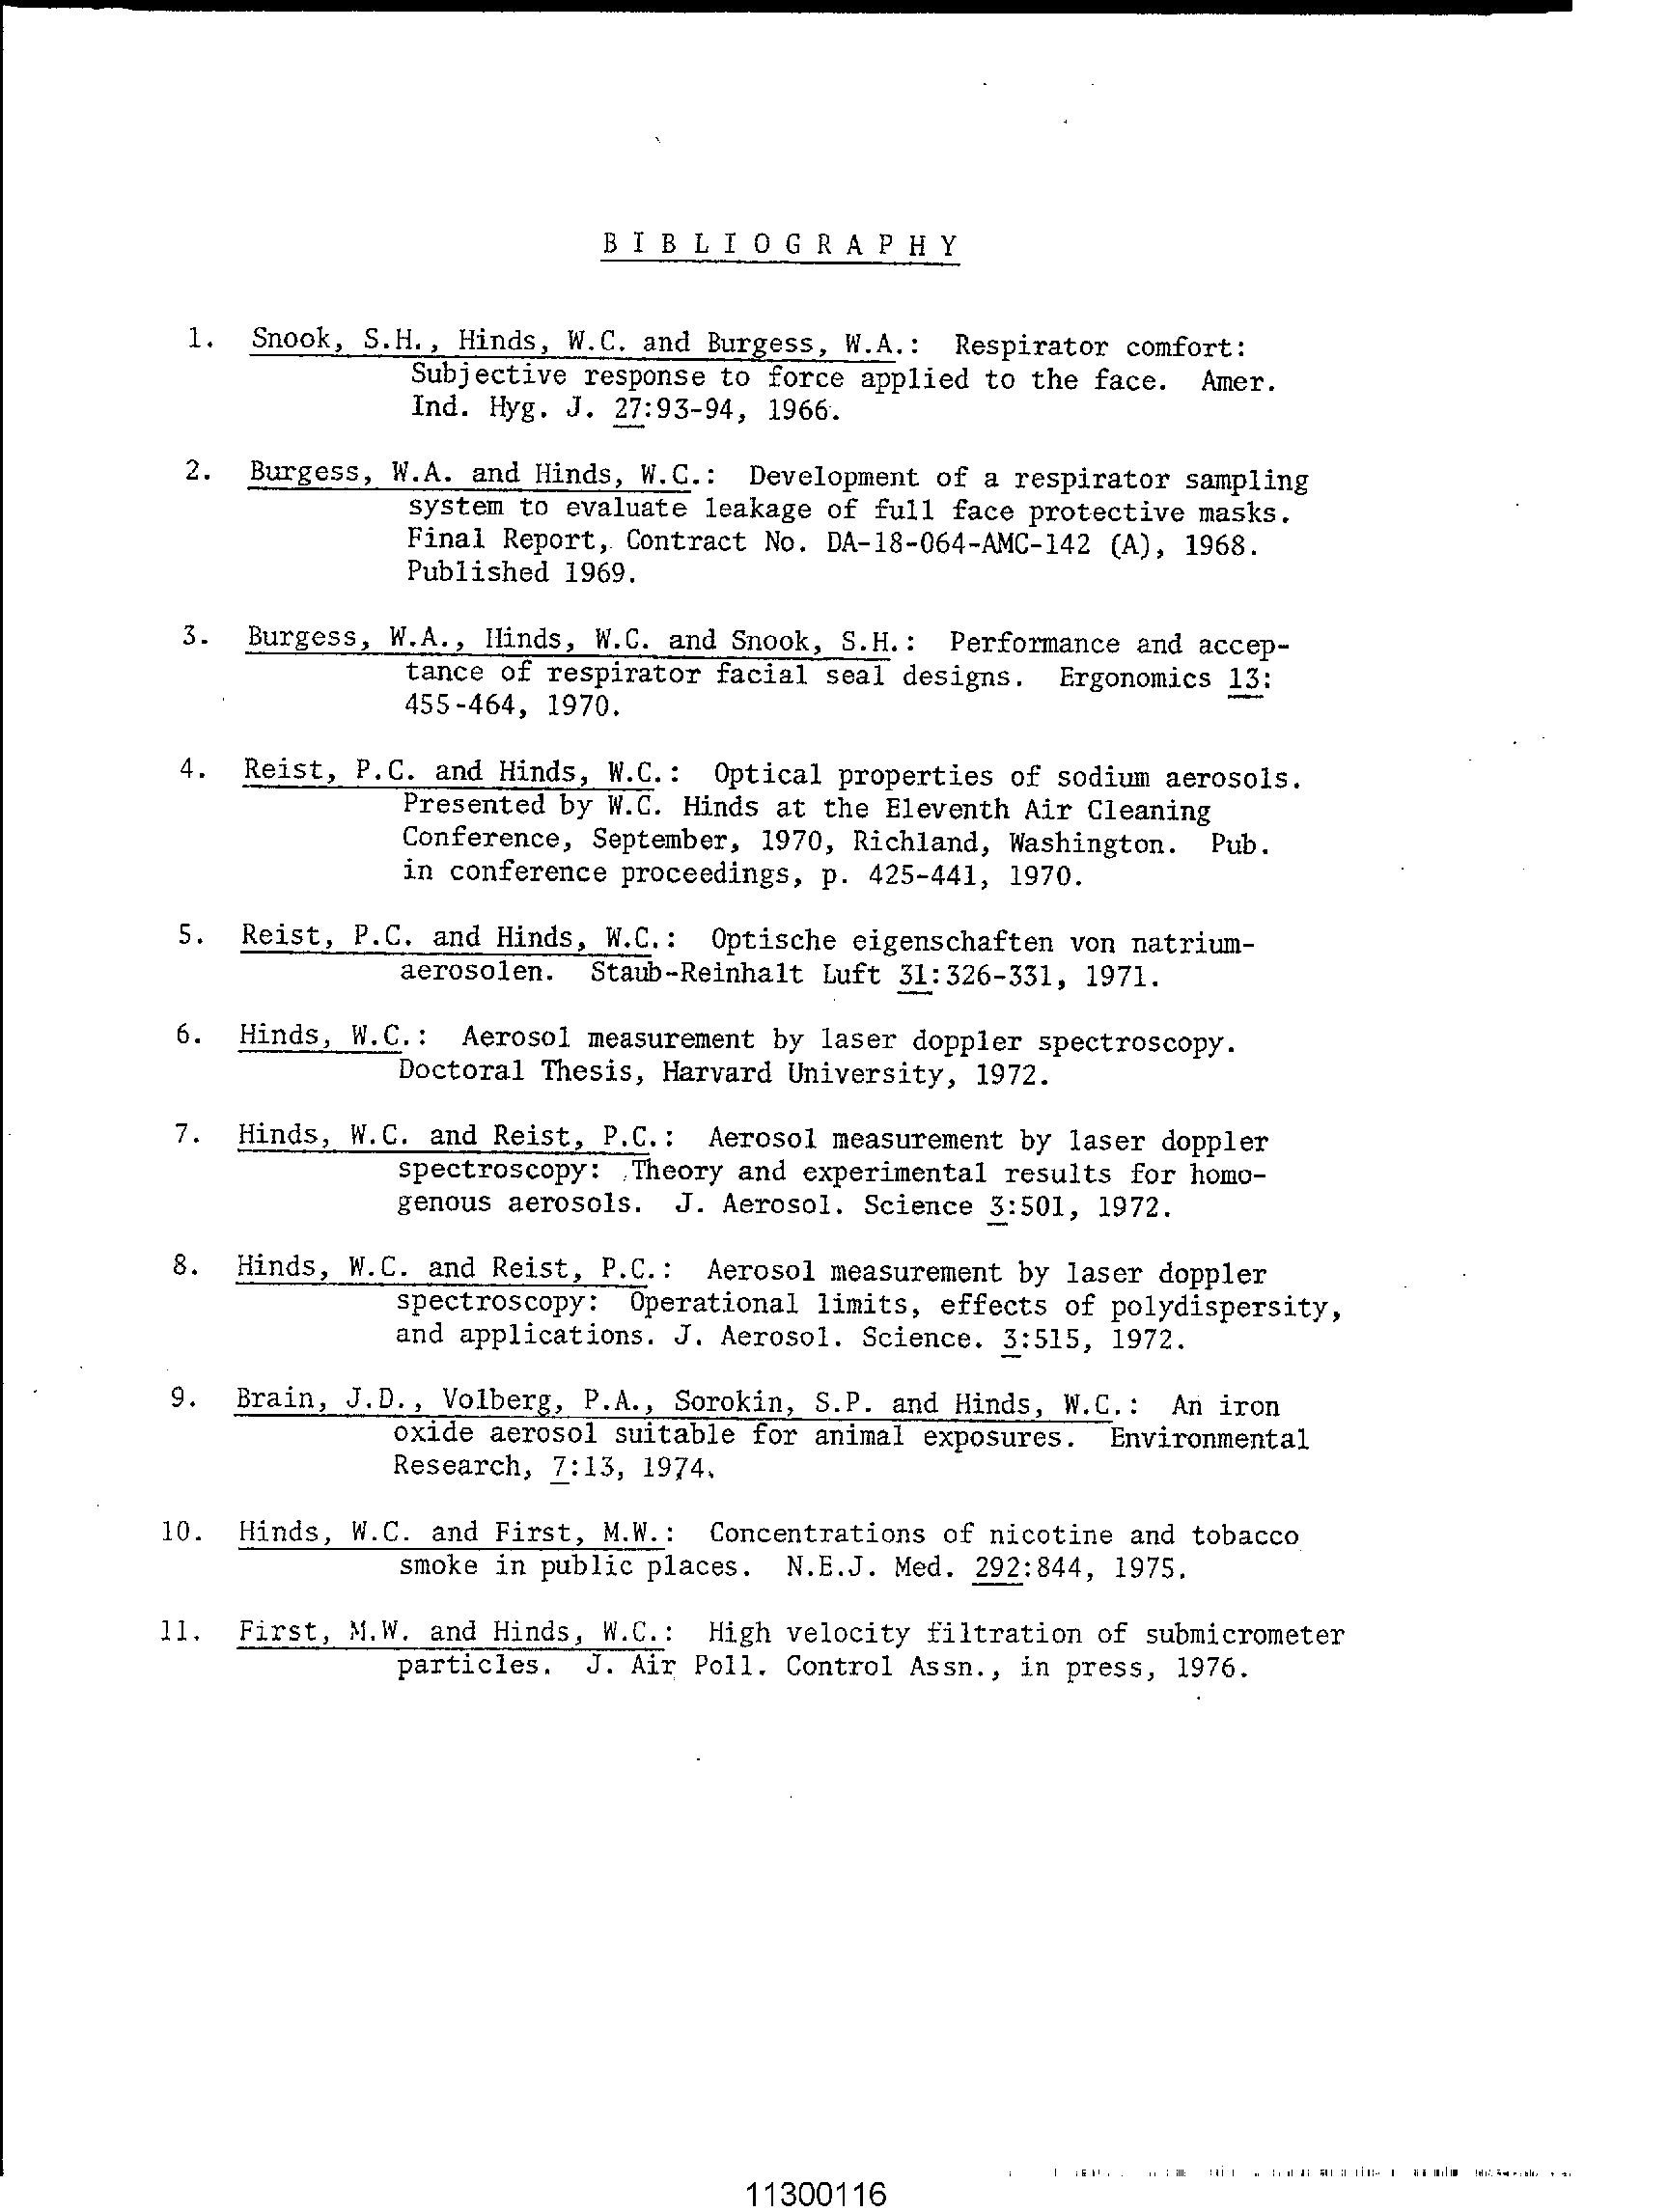 BIBLIOGRAPHY
1. Snook, S.H., Hinds, W.C. and Burgess, W.A.: Respirator comfort:
Subjective response to force applied to the face. Amer.
Ind. Hyg. J. 27:93-94, 1966.
2. Burgess, W.A. and Hinds, W.C.: Development of a respirator sampling
system to evaluate leakage of full face protective masks.
Final Report, Contract No. DA-18-064-AMC-142 (A), 1968.
Published 1969.
3. Burgess, W.A., Hinds, W.C. and Snook, S.H.: Performance and accep-
tance of respirator facial seal designs. Ergonomics 13:
455-464, 1970.
4. Reist, P.C. and Hinds, W.C.: Optical properties of sodium aerosols.
Presented by W.C. Hinds at the Eleventh Air Cleaning
Conference, September, 1970, Richland, Washington. Pub.
in conference proceedings, p. 425-441, 1970.
5. Reist, P.C. and Hinds, W.C.: Optische eigenschaften von natrium-
aerosolen. Staub-Reinhalt Luft 31:326-331, 1971.
6. Hinds, W.C.: Aerosol measurement by laser doppler spectroscopy.
Doctoral Thesis, Harvard University, 1972.
7. Hinds, W.C. and Reist, P.C.: Aerosol measurement by laser doppler
spectroscopy: Theory and experimental results for homo-
genous aerosols. J. Aerosol. Science 3:501, 1972.
8. Hinds, W.C. and Reist, P.C.: Aerosol measurement by laser doppler
spectroscopy: Operational limits, effects of polydispersity,
and applications. J. Aerosol. Science. 3:515, 1972.
9. Brain, J.D., Volberg, P.A., Sorokin, S.P. and Hinds, W.C.: An iron
oxide aerosol suitable for animal exposures. Environmental
Research, 7:13, 1974.
10. Hinds, W.C. and First, M.W.: Concentrations of nicotine and tobacco
smoke in public places. N.E.J. Med. 292:844, 1975.
11. First, M.W. and Hinds, W.C.: High velocity filtration of submicrometer
particles. J. Air Poll. Control Assn., in press, 1976.
11300116